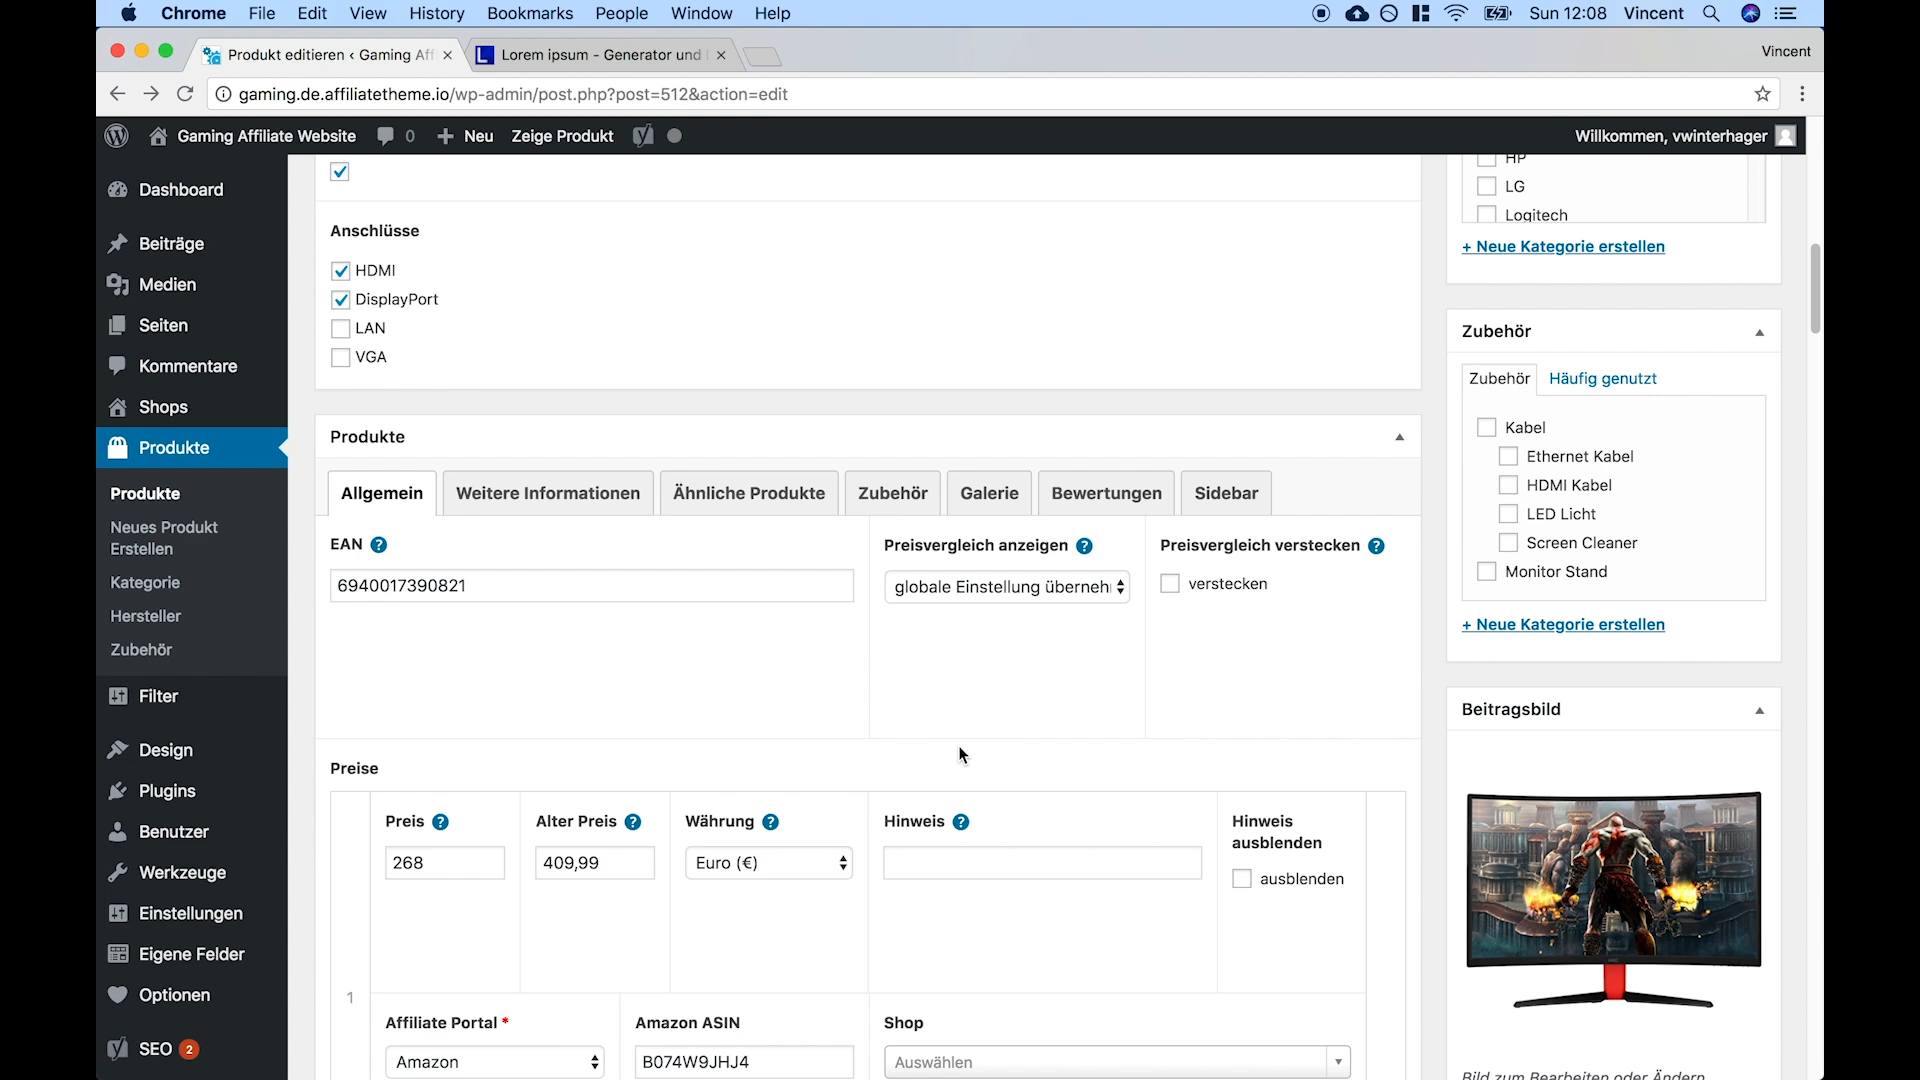 Chrome File Edit View History Bookmarks People Window Help Sun 12:08 Vincent
Produkt editieren ‹ Gaming Aff Lorem ipsum - Generator und Vincent
gaming.de.affiliatetheme.io/wp-admin/post.php?post=512&action=edit
Gaming Affiliate Website 0 Neu Zeige Produkt Willkommen, vwinterhager
Dashboard
Beiträge
Medien
Seiten
Kommentare
Shops
Produkte
Produkte
Neues Produkt
Erstellen
Kategorie
Hersteller
Zubehör
Filter
Design
Plugins
Benutzer
Werkzeuge
Einstellungen
Eigene Felder
Optionen
SEO 2
Anschlüsse
HDMI
DisplayPort
LAN
VGA
Produkte
Allgemein Weitere Informationen Ähnliche Produkte Zubehör Galerie Bewertungen Sidebar
EAN ? Preisvergleich anzeigen ? Preisvergleich verstecken ?
6940017390821 globale Einstellung überneh verstecken
Preise
Preis ? Alter Preis ? Währung ? Hinweis ? Hinweis
ausblenden
268 409,99 Euro (€) ausblenden
1
Affiliate Portal * Amazon ASIN Shop
Amazon B074W9JHJ4 Auswählen
HP
LG
Logitech
+ Neue Kategorie erstellen
Zubehör
Zubehör Häufig genutzt
Kabel
Ethernet Kabel
HDMI Kabel
LED Licht
Screen Cleaner
Monitor Stand
+ Neue Kategorie erstellen
Beitragsbild
Bild zum Bearbeiten oder Ändern